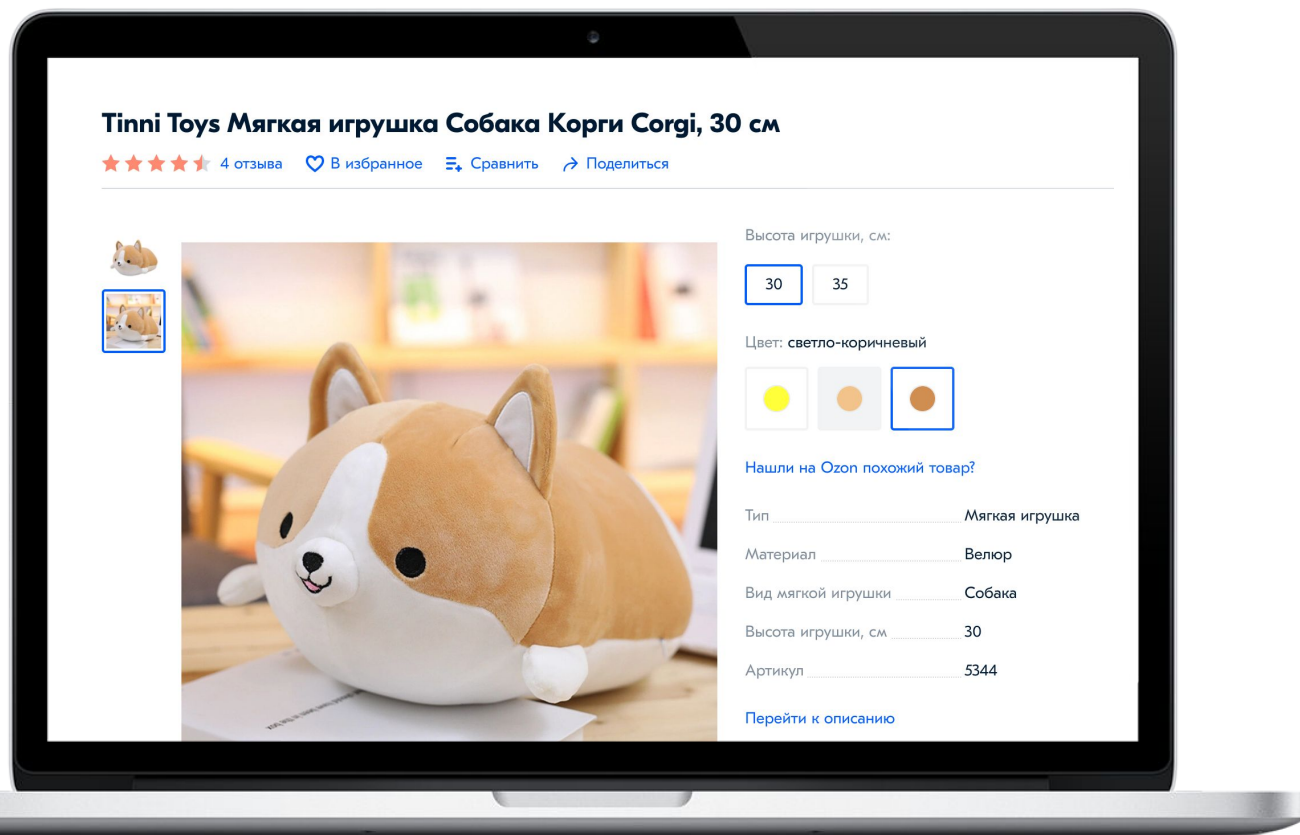 Tinni Toys Мягкая игрушка Собака Корги Corgi, 30 см
4 отзыва В избранное Сравнить Поделиться
Высота игрушки, см:
30 35
Цвет: светло-коричневый
Нашли на Ozon похожий товар?
Тип Мягкая игрушка
Материал Велюр
Вид мягкой игрушки Собака
Высота игрушки, см 30
Артикул 5344
Перейти к описанию